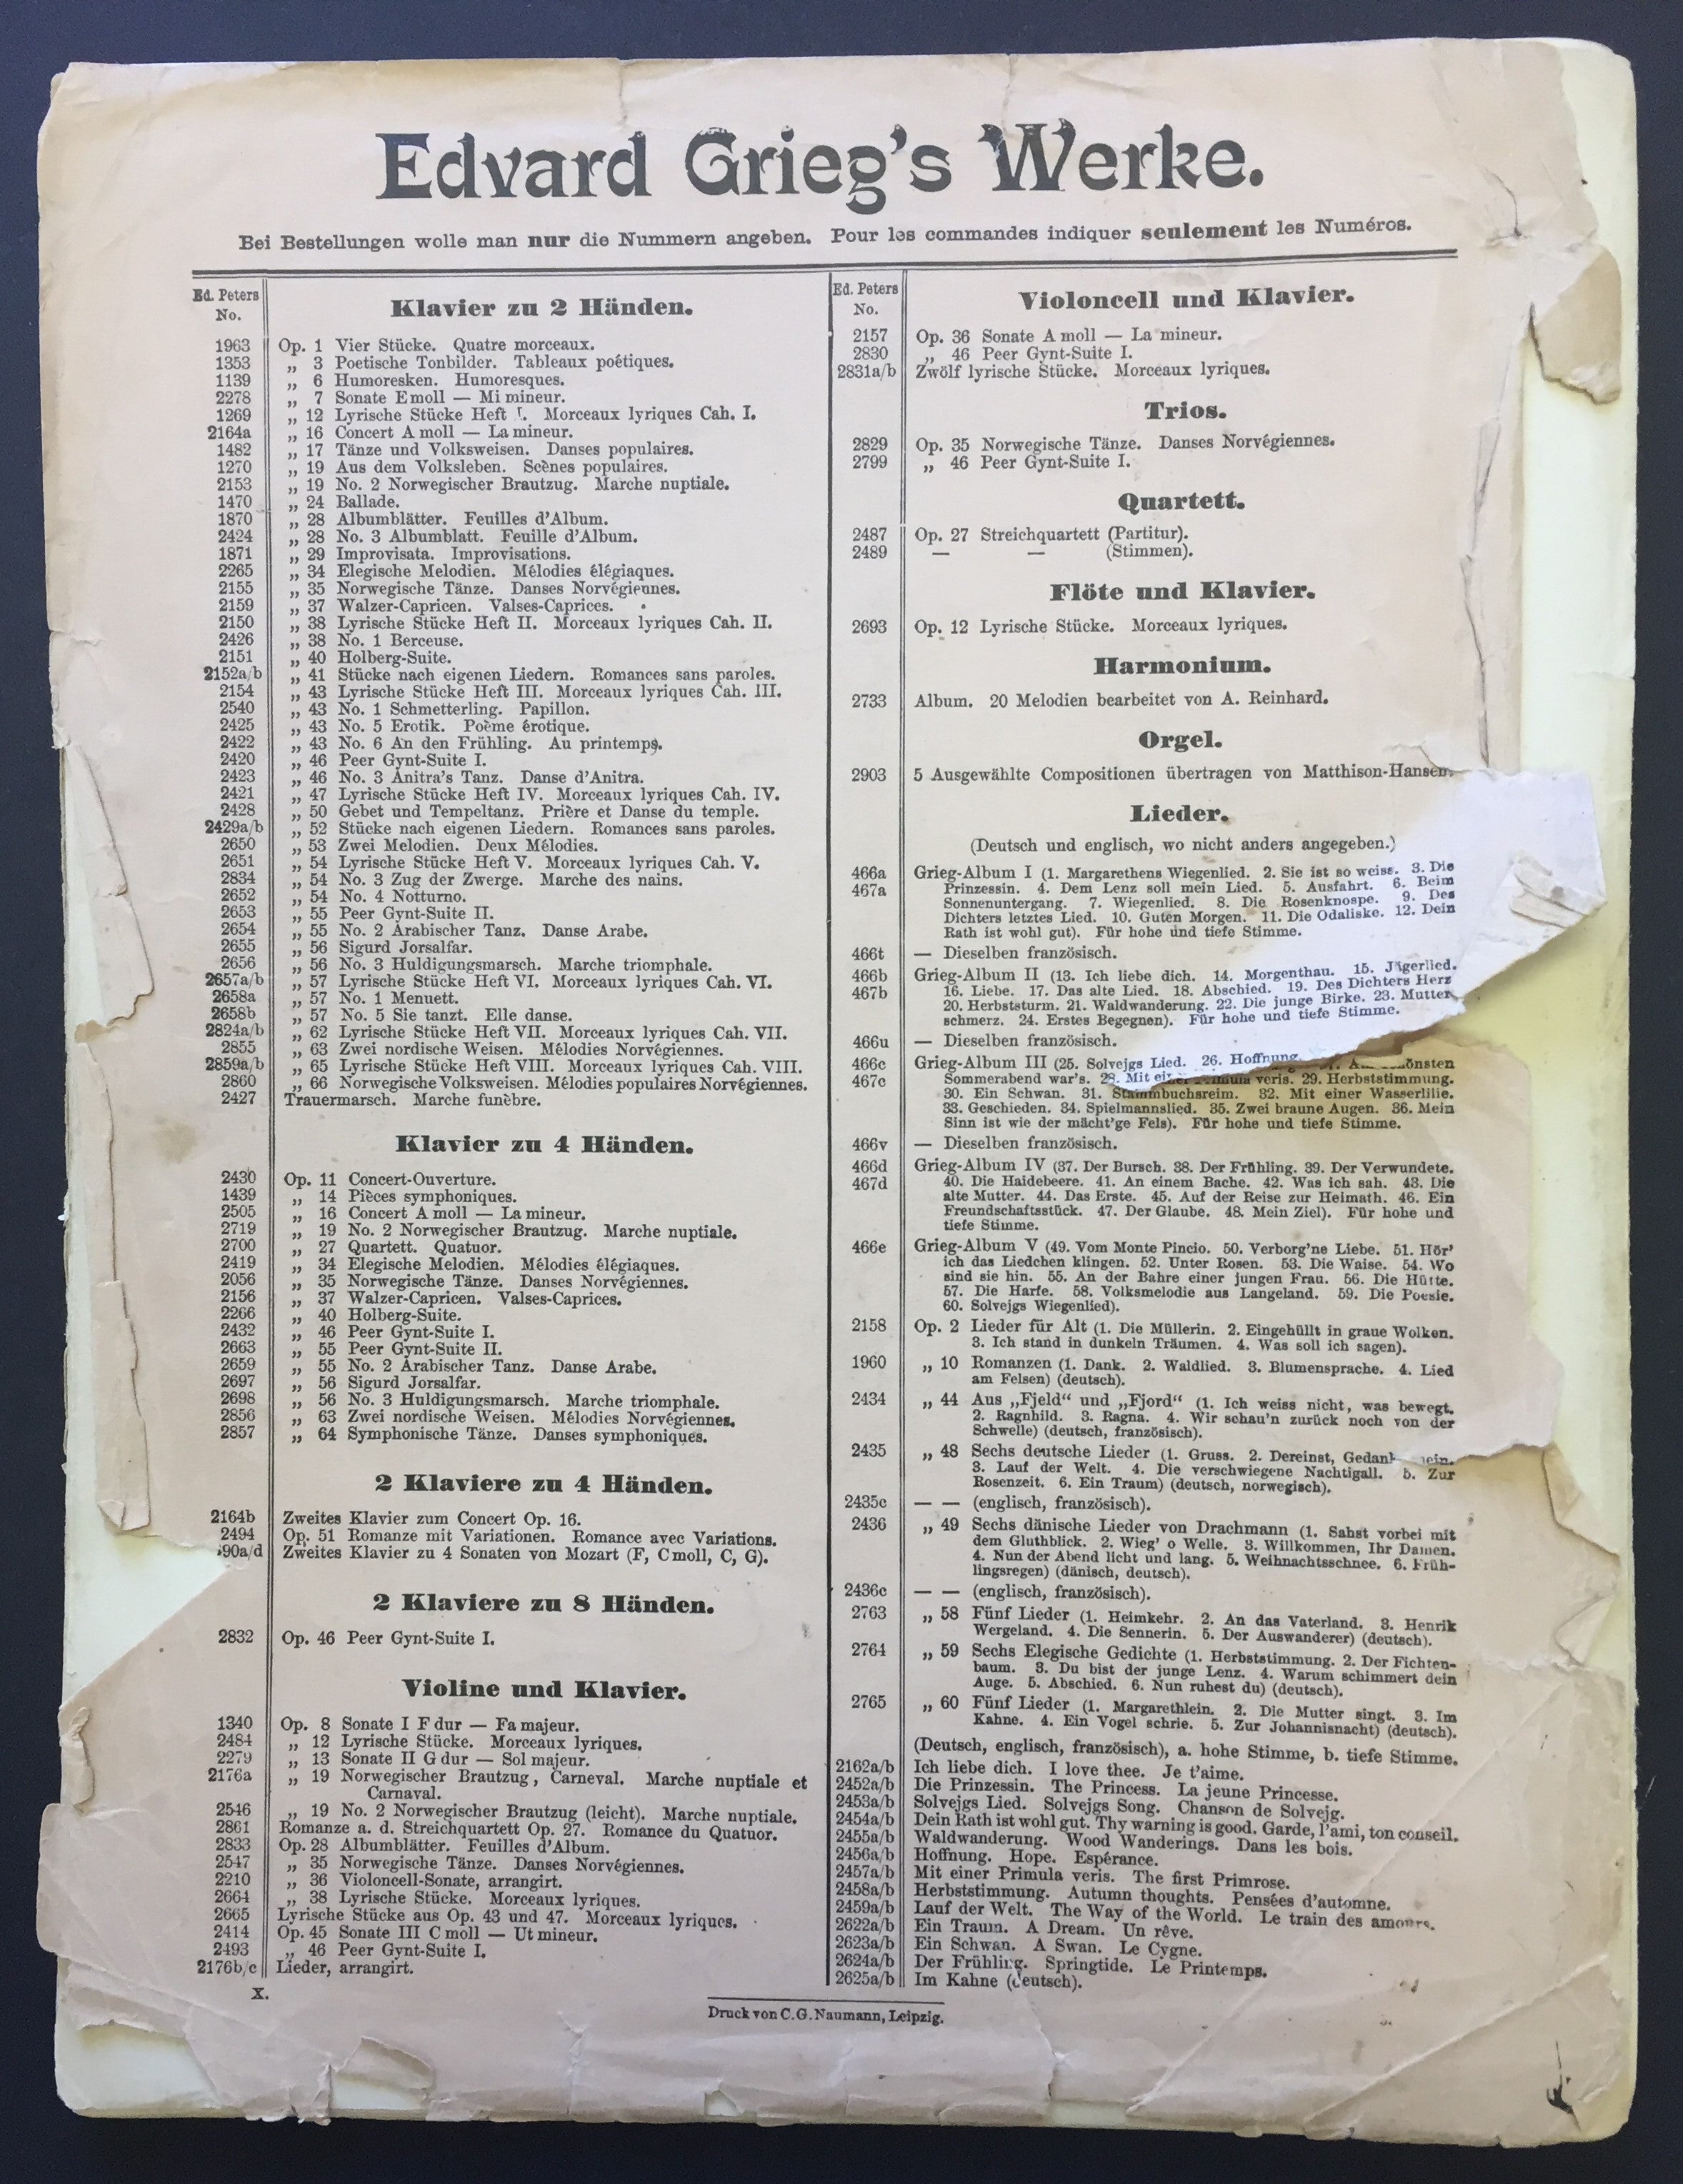 Edvard Grieg's Werke.
Bei Bestellungen wolle man nur die Nummern angeben. Pour les commandes indiquer seulement les Numéros.
Ed. Peters
No.
Klavier zu 2 Händen.
1963 Op. 1 Vier Stücke. Quatre morceaux.
1353 „ 3 Poetische Tonbilder. Tableaux poétiques.
1139 „ 6 Humoresken. Humoresques.
2278 „ 7 Sonate E moll — Mi mineur.
1269 „ 12 Lyrische Stücke Heft I. Morceaux lyriques Cah. I.
2164a „ 16 Concert A moll — La mineur.
1482 „ 17 Tänze und Volksweisen. Danses populaires.
1270 „ 19 Aus dem Volksleben. Scènes populaires.
2153 „ 19 No. 2 Norwegischer Brautzug. Marche nuptiale.
1470 „ 24 Ballade.
1870 „ 28 Albumblätter. Feuilles d'Album.
2424 „ 28 No. 3 Albumblatt. Feuille d'Album.
1871 „ 29 Improvisata. Improvisations.
2265 „ 34 Elegische Melodien. Mélodies élégiaques.
2155 „ 35 Norwegische Tänze. Danses Norvégiennes.
2159 „ 37 Walzer-Capricen. Valses-Caprices.
2150 „ 38 Lyrische Stücke Heft II. Morceaux lyriques Cah. II.
2426 „ 38 No. 1 Berceuse.
2151 „ 40 Holberg-Suite.
2152a/b „ 41 Stücke nach eigenen Liedern. Romances sans paroles.
2154 „ 43 Lyrische Stücke Heft III. Morceaux lyriques Cah. III.
2540 „ 43 No. 1 Schmetterling. Papillon.
2425 „ 43 No. 5 Erotik. Poème érotique.
2422 „ 43 No. 6 An den Frühling. Au printemps.
2420 „ 46 Peer Gynt-Suite I.
2423 „ 46 No. 3 Anitra's Tanz. Danse d'Anitra.
2421 „ 47 Lyrische Stücke Heft IV. Morceaux lyriques Cah. IV.
2428 „ 50 Gebet und Tempeltanz. Prière et Danse du temple.
2429a/b „ 52 Stücke nach eigenen Liedern. Romances sans paroles.
2650 „ 53 Zwei Melodien. Deux Mélodies.
2651 „ 54 Lyrische Stücke Heft V. Morceaux lyriques Cah. V.
2834 „ 54 No. 3 Zug der Zwerge. Marche des nains.
2652 „ 54 No. 4 Notturno.
2653 „ 55 Peer Gynt-Suite II.
2654 „ 55 No. 2 Arabischer Tanz. Danse Arabe.
2655 „ 56 Sigurd Jorsalfar.
2656 „ 56 No. 3 Huldigungsmarsch. Marche triomphale.
2657a/b „ 57 Lyrische Stücke Heft VI. Morceaux lyriques Cah. VI.
2658a „ 57 No. 1 Menuett.
2658b „ 57 No. 5 Sie tanzt. Elle danse.
2824a/b „ 62 Lyrische Stücke Heft VII. Morceaux lyriques Cah. VII.
2855 „ 63 Zwei nordische Weisen. Mélodies Norvégiennes.
2859a/b „ 65 Lyrische Stücke Heft VIII. Morceaux lyriques Cah. VIII.
2860 „ 66 Norwegische Volksweisen. Mélodies populaires Norvégiennes.
2427 Trauermarsch. Marche funèbre.
Klavier zu 4 Händen.
2430 Op. 11 Concert-Ouverture.
1439 „ 14 Pièces symphoniques.
2505 „ 16 Concert A moll — La mineur.
2719 „ 19 No. 2 Norwegischer Brautzug. Marche nuptiale.
2700 „ 27 Quartett. Quatuor.
2419 „ 34 Elegische Melodien. Mélodies élégiaques.
2056 „ 35 Norwegische Tänze. Danses Norvégiennes.
2156 „ 37 Walzer-Capricen. Valses-Caprices.
2266 „ 40 Holberg-Suite.
2432 „ 46 Peer Gynt-Suite I.
2663 „ 55 Peer Gynt-Suite II.
2659 „ 55 No. 2 Arabischer Tanz. Danse Arabe.
2697 „ 56 Sigurd Jorsalfar.
2698 „ 56 No. 3 Huldigungsmarsch. Marche triomphale.
2856 „ 63 Zwei nordische Weisen. Mélodies Norvégiennes.
2857 „ 64 Symphonische Tänze. Danses symphoniques.
2 Klaviere zu 4 Händen.
2164b Zweites Klavier zum Concert Op. 16.
2494 Op. 51 Romanze mit Variationen. Romance avec Variations.
90a/d Zweites Klavier zu 4 Sonaten von Mozart (F, C moll, C, G).
2 Klaviere zu 8 Händen.
2832 Op. 46 Peer Gynt-Suite I.
Violine und Klavier.
1340 Op. 8 Sonate I F dur — Fa majeur.
2484 „ 12 Lyrische Stücke. Morceaux lyriques.
2279 „ 13 Sonate II G dur — Sol majeur.
2176a „ 19 Norwegischer Brautzug, Carneval. Marche nuptiale et
Carnaval.
2546 „ 19 No. 2 Norwegischer Brautzug (leicht). Marche nuptiale.
2861 Romanze a. d. Streichquartett Op. 27. Romance du Quatuor.
2833 Op. 28 Albumblätter. Feuilles d'Album.
2547 „ 35 Norwegische Tänze. Danses Norvégiennes.
2210 „ 36 Violoncell-Sonate, arrangirt.
2664 „ 38 Lyrische Stücke. Morceaux lyriques.
2665 Lyrische Stücke aus Op. 43 und 47. Morceaux lyriques.
2414 Op. 45 Sonate III C moll — Ut mineur.
2493 „ 46 Peer Gynt-Suite I.
2176b/c Lieder, arrangirt.
X.
Ed. Peters
No.
Violoncell und Klavier.
2157 Op. 36 Sonate A moll — La mineur.
2830 „ 46 Peer Gynt-Suite I.
2831a/b Zwölf lyrische Stücke. Morceaux lyriques.
Trios.
2829 Op. 35 Norwegische Tänze. Danses Norvégiennes.
2799 „ 46 Peer Gynt-Suite I.
Quartett.
2487 Op. 27 Streichquartett (Partitur).
2489 — — (Stimmen).
Flöte und Klavier.
2693 Op. 12 Lyrische Stücke. Morceaux lyriques.
Harmonium.
2733 Album. 20 Melodien bearbeitet von A. Reinhard.
Orgel.
2903 5 Ausgewählte Compositionen übertragen von Matthison-Hansen.
Lieder.
(Deutsch und englisch, wo nicht anders angegeben.)
466a Grieg-Album I (1. Margarethens Wiegenlied. 2. Sie ist so weiss. 3. Die
467a Prinzessin. 4. Dem Lenz soll mein Lied. 5. Ausfahrt. 6. Beim
Sonnenuntergang. 7. Wiegenlied. 8. Die Rosenknospe. 9. Des
Dichters letztes Lied. 10. Guten Morgen. 11. Die Odaliske. 12. Dein
Rath ist wohl gut). Für hohe und tiefe Stimme.
466t — Dieselben französisch.
466b Grieg-Album II (13. Ich liebe dich. 14. Morgenthau. 15. Jägerlied.
467b 16. Liebe. 17. Das alte Lied. 18. Abschied. 19. Des Dichters Herz
20. Herbststurm. 21. Waldwanderung. 22. Die junge Birke. 23. Mutter
schmerz. 24. Erstes Begegnen). Für hohe und tiefe Stimme.
466u — Dieselben französisch.
466c Grieg-Album III (25. Solvejgs Lied. 26. Hoffnung.
467c Sommerabend war's. 28. Mit veris. 29. Herbststimmung.
30. Ein Schwan. 31. Stammbuchsreim. 32. Mit einer Wasserlilie.
33. Geschieden. 34. Spielmannslied. 35. Zwei braune Augen. 36. Mein
Sinn ist wie der mächt'ge Fels). Für hohe und tiefe Stimme.
466v — Dieselben französisch.
466d Grieg-Album IV (37. Der Bursch. 38. Der Frühling. 39. Der Verwundete.
467d 40. Die Haidebeere. 41. An einem Bache. 42. Was ich sah. 43. Die
alte Mutter. 44. Das Erste. 45. Auf der Reise zur Heimath. 46. Ein
Freundschaftsstück. 47. Der Glaube. 48. Mein Ziel). Für hohe und
tiefe Stimme.
466e Grieg-Album V (49. Vom Monte Pincio. 50. Verborg'ne Liebe. 51. Hör'
ich das Liedchen klingen. 52. Unter Rosen. 53. Die Waise. 54. Wo
sind sie hin. 55. An der Bahre einer jungen Frau. 56. Die Hütte.
57. Die Harfe. 58. Volksmelodie aus Langeland. 59. Die Poesie.
60. Solvejgs Wiegenlied).
2158 Op. 2 Lieder für Alt (1. Die Müllerin. 2. Eingehüllt in graue Wolken.
3. Ich stand in dunkeln Träumen. 4. Was soll ich sagen).
1960 „ 10 Romanzen (1. Dank. 2. Waldlied. 3. Blumensprache. 4. Lied
am Felsen) (deutsch).
2434 „ 44 Aus „Fjeld“ und „Fjord“ (1. Ich weiss nicht, was bewegt.
2. Ragnhild. 3. Ragna. 4. Wir schau'n zurück noch von der
Schwelle) (deutsch, französisch).
2435 „ 48 Sechs deutsche Lieder (1. Gruss. 2. Dereinst,
3. Lauf der Welt. 4. Die verschwiegene Nachtigall. 5. Zur
Rosenzeit. 6. Ein Traum) (deutsch, norwegisch).
2435c — — (englisch, französisch).
2436 „ 49 Sechs dänische Lieder von Drachmann (1. Sahst vorbei mit
dem Gluthblick. 2. Wieg' o Welle. 3. Willkommen, Ihr Damen.
4. Nun der Abend licht und lang. 5. Weihnachtsschnee. 6. Früh-
lingsregen) (dänisch, deutsch).
2436c — — (englisch, französisch).
2763 „ 58 Fünf Lieder (1. Heimkehr. 2. An das Vaterland. 3. Henrik
Wergeland. 4. Die Sennerin. 5. Der Auswanderer) (deutsch).
2764 „ 59 Sechs Elegische Gedichte (1. Herbststimmung. 2. Der Fichten-
baum. 3. Du bist der junge Lenz. 4. Warum schimmert dein
Auge. 5. Abschied. 6. Nun ruhest du) (deutsch).
2765 „ 60 Fünf Lieder (1. Margarethlein. 2. Die Mutter singt. 3. Im
Kahne. 4. Ein Vogel schrie. 5. Zur Johannisnacht) (deutsch).
(Deutsch, englisch, französisch), a. hohe Stimme, b. tiefe Stimme.
2162a/b Ich liebe dich. I love thee. Je t'aime.
2452a/b Die Prinzessin. The Princess. La jeune Princesse.
2453a/b Solvejgs Lied. Solvejgs Song. Chanson de Solvejg.
2454a/b Dein Rath ist wohl gut. Thy warning is good. Garde, l'ami, ton conseil.
2455a/b Waldwanderung. Wood Wanderings. Dans les bois.
2456a/b Hoffnung. Hope. Espérance.
2457a/b Mit einer Primula veris. The first Primrose.
2458a/b Herbststimmung. Autumn thoughts. Pensées d'automne.
2459a/b Lauf der Welt. The Way of the World. Le train des amours.
2622a/b Ein Traum. A Dream. Un rêve.
2623a/b Ein Schwan. A Swan. Le Cygne.
2624a/b Der Frühling. Springtide. Le Printemps.
2625a/b Im Kahne (deutsch).
Druck von C. G. Naumann, Leipzig.